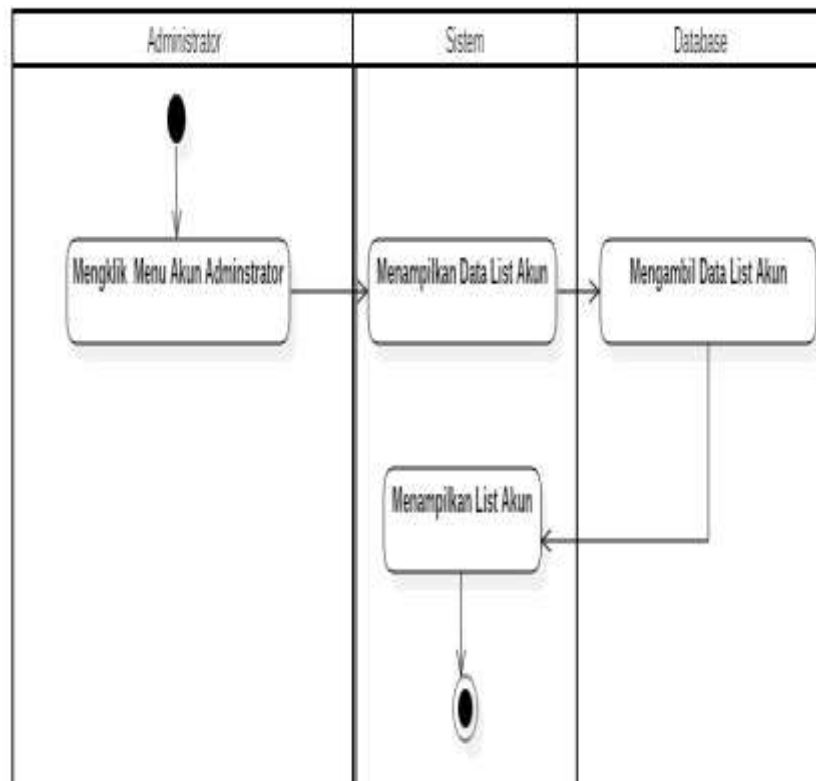 Administrator
Sistem
Database
Mengklik Menu Akun Adminstrator
Menampilkan Data List Akun
Mengambil Data List Akun
Menampilkan List Akun